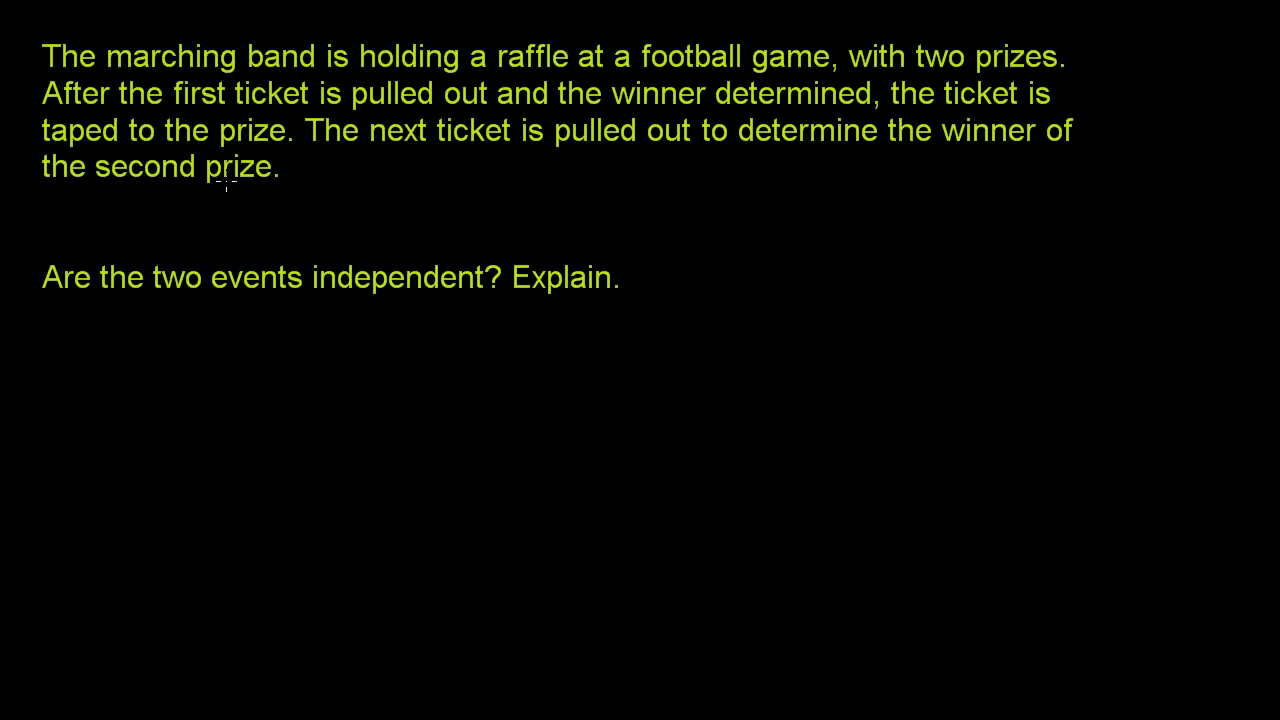 The marching band is holding a raffle at a football game, with two prizes.
After the first ticket is pulled out and the winner determined, the ticket is
taped to the prize. The next ticket is pulled out to determine the winner of
the second prize.
Are the two events independent? Explain.